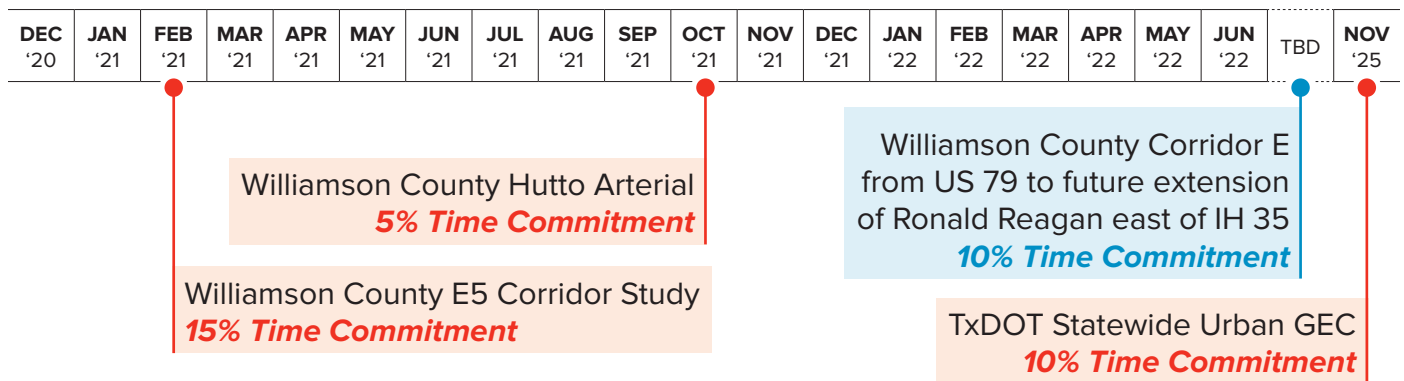 DEC JAN FEB MAR APR MAY JUN JUL AUG SEP OCT NOV DEC JAN FEB MAR APR MAY JUN TBD NOV
‘20 ‘21 ‘21 ‘21 ‘21 ‘21 ‘21 ‘21 ‘21 ‘21 ‘21 ‘21 ‘21 ‘22 ‘22 ‘22 ‘22 ‘22 ‘22 ‘25
Williamson County Hutto Arterial
5% Time Commitment
Williamson County E5 Corridor Study
15% Time Commitment
Williamson County Corridor E
from US 79 to future extension
of Ronald Reagan east of IH 35
10% Time Commitment
TxDOT Statewide Urban GEC
10% Time Commitment